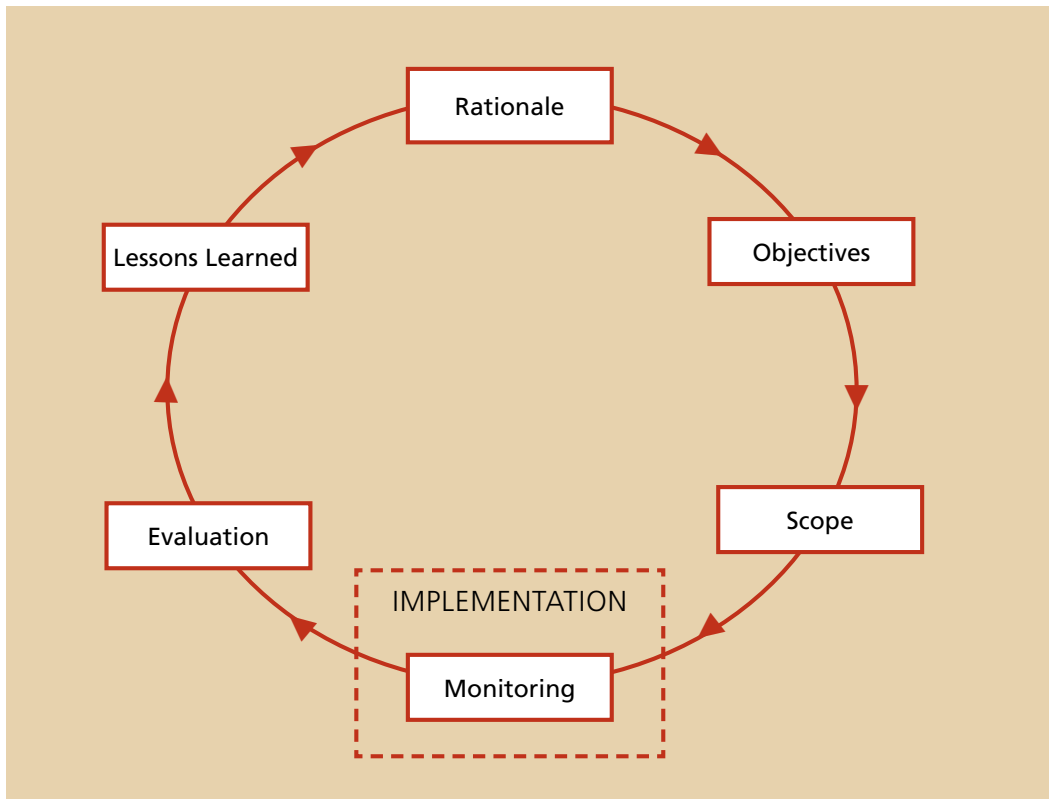 Rationale
Objectives
Scope
IMPLEMENTATION
Monitoring
Evaluation
Lessons Learned